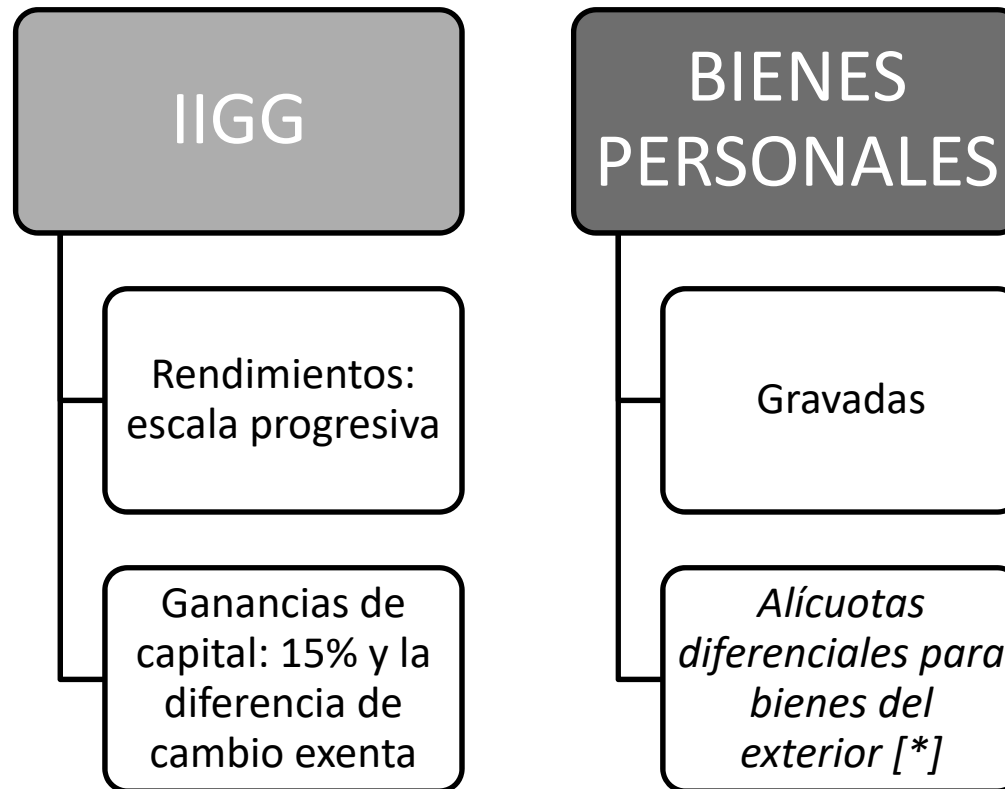 IIGG
Rendimientos:
escala progresiva
Ganancias de
capital: 15% y la
diferencia de
cambio exenta
BIENES
PERSONALES
Gravadas
Alícuotas
diferenciales para
bienes del
exterior [*]